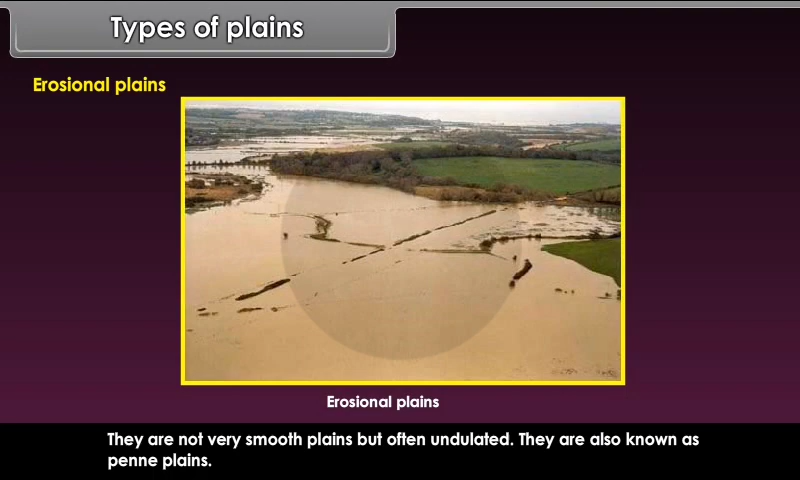 Types of plains
Erosional plains
Erosional plains
They are not very smooth plains but often undulated. They are also known as
penne plains.